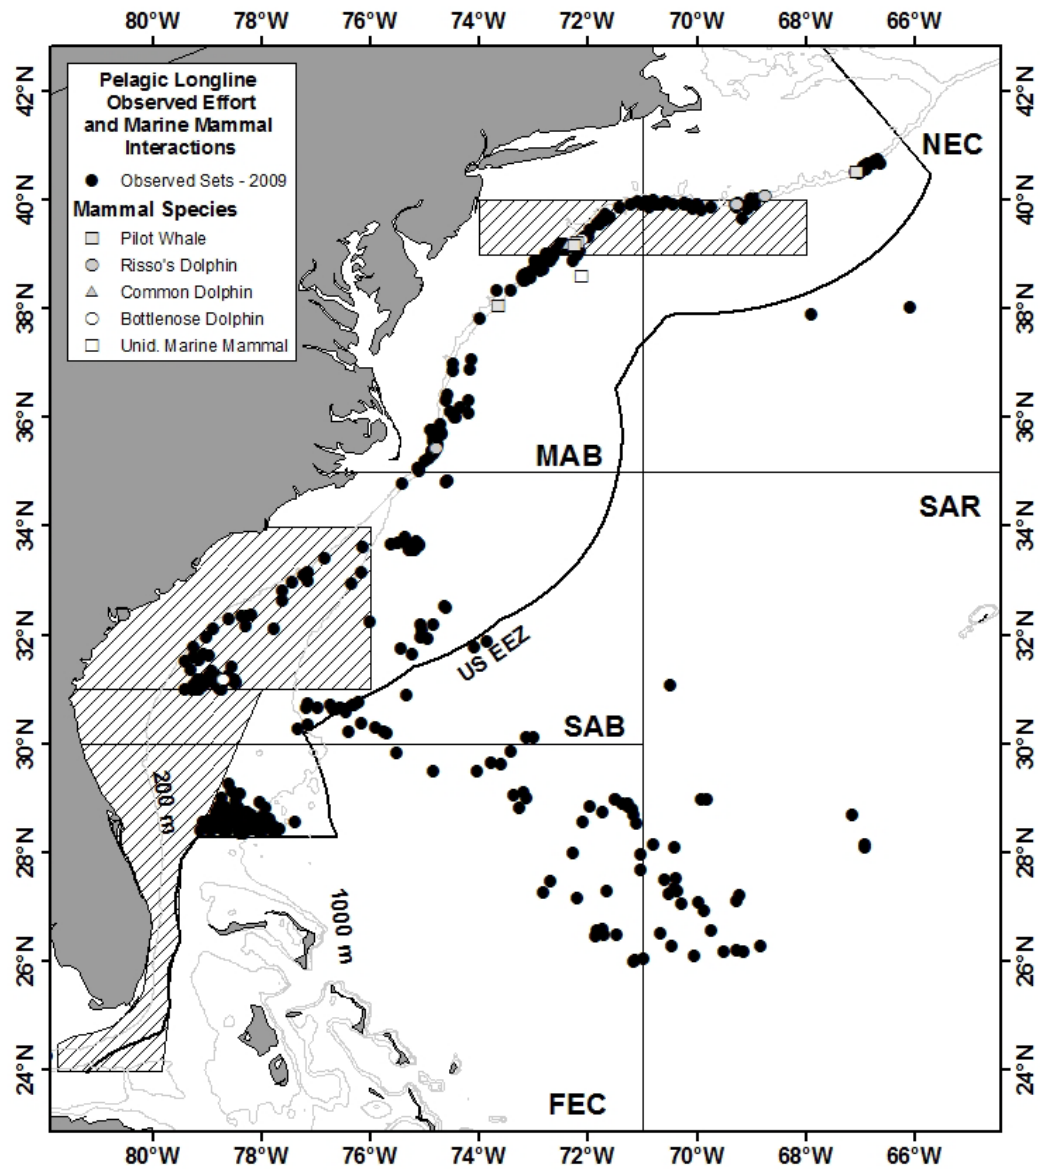 80°W 78°W 76°W 74°W 72°W 70°W 68°W 66°W
Pelagic Longline
Observed Effort
and Marine Mammal
Interactions
Observed Sets - 2009
Mammal Species
Pilot Whale
Risso's Dolphin
Common Dolphin
Bottlenose Dolphin
Unid. Marine Mammal
42°N
40°N
38°N
36°N
34°N
32°N
30°N
28°N
26°N
24°N
NEC
MAB
SAR
US EEZ
SAB
200 m
1000 m
FEC
42°N
40°N
38°N
36°N
34°N
32°N
30°N
28°N
26°N
24°N
80°W 78°W 76°W 74°W 72°W 70°W 68°W 66°W